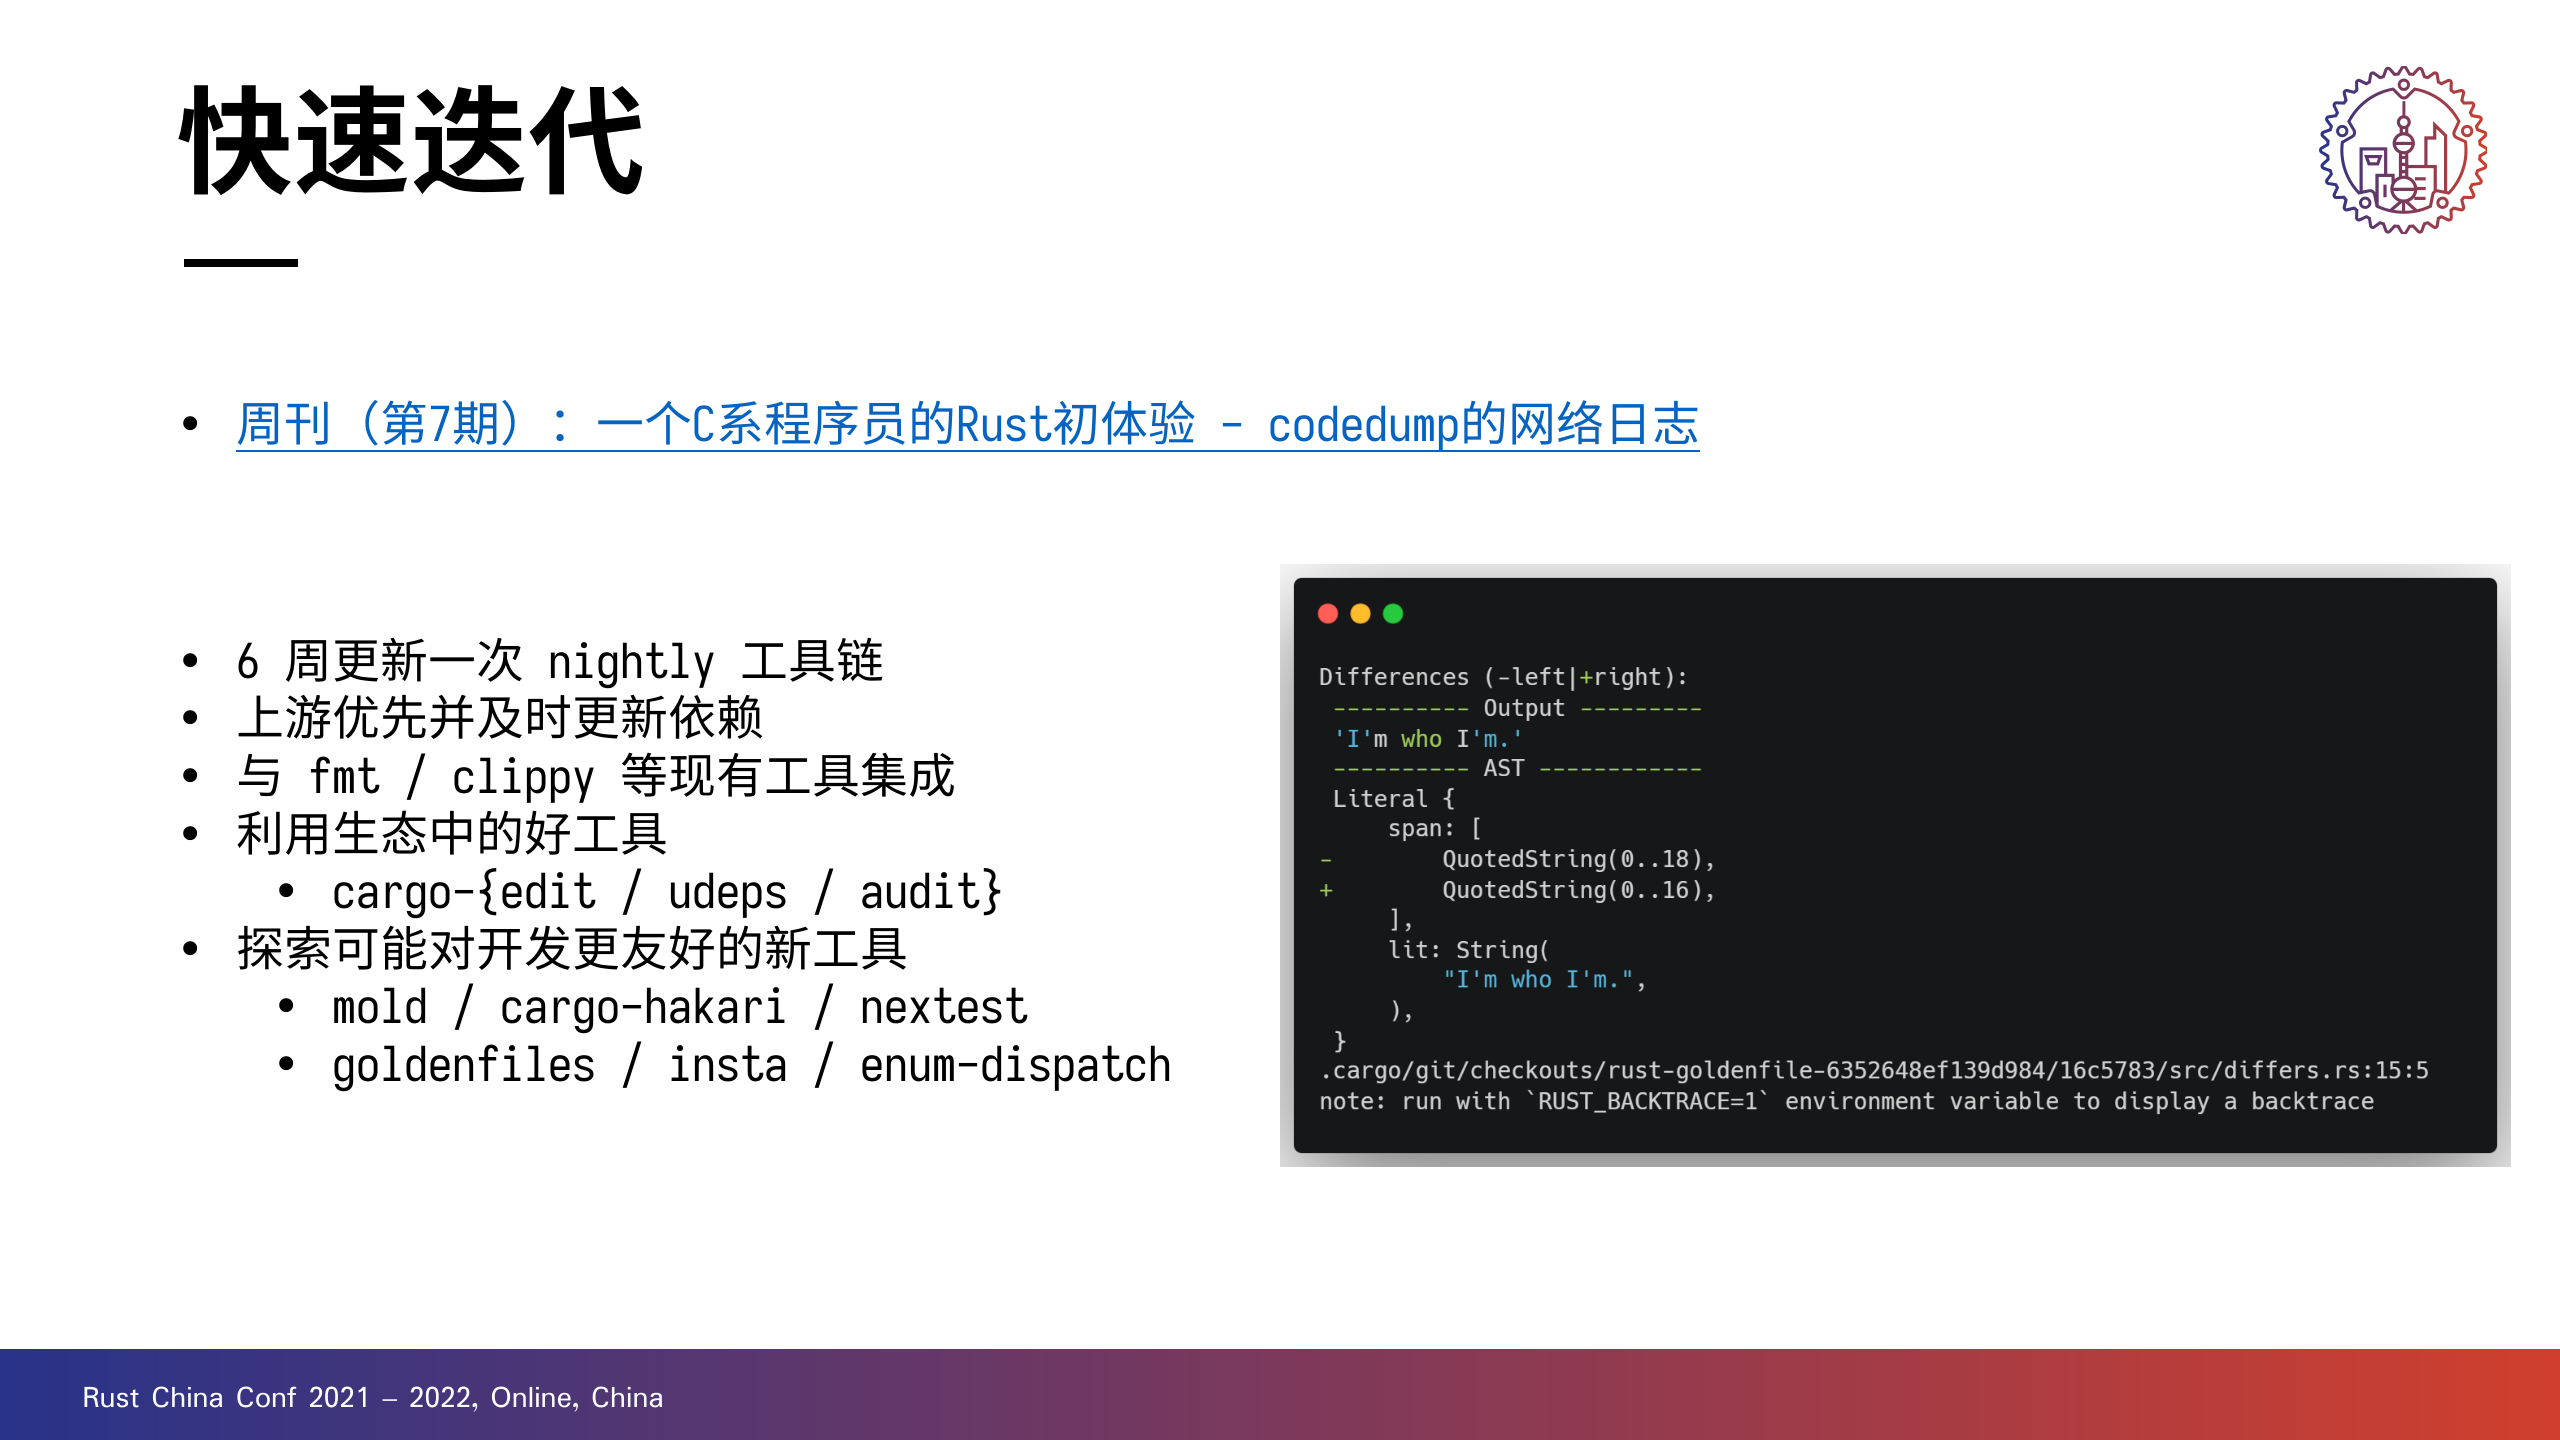 快速迭代
• 周刊（第7期）：一个C系程序员的Rust初体验 - codedump的网络日志
• 6 周更新一次 nightly 工具链
• 上游优先并及时更新依赖
• 与 fmt / clippy 等现有工具集成
• 利用生态中的好工具
• cargo-{edit / udeps / audit}
• 探索可能对开发更友好的新工具
• mold / cargo-hakari / nextest
• goldenfiles / insta / enum-dispatch
Differences (-left|+right):
 ---------- Output ---------
 'I'm who I'm.'
 ---------- AST ------------
 Literal {
     span: [
-        QuotedString(0..18),
+        QuotedString(0..16),
     ],
     lit: String(
         "I'm who I'm.",
     ),
 }
.cargo/git/checkouts/rust-goldenfile-6352648ef139d984/16c5783/src/differs.rs:15:5
note: run with `RUST_BACKTRACE=1` environment variable to display a backtrace
Rust China Conf 2021 – 2022, Online, China